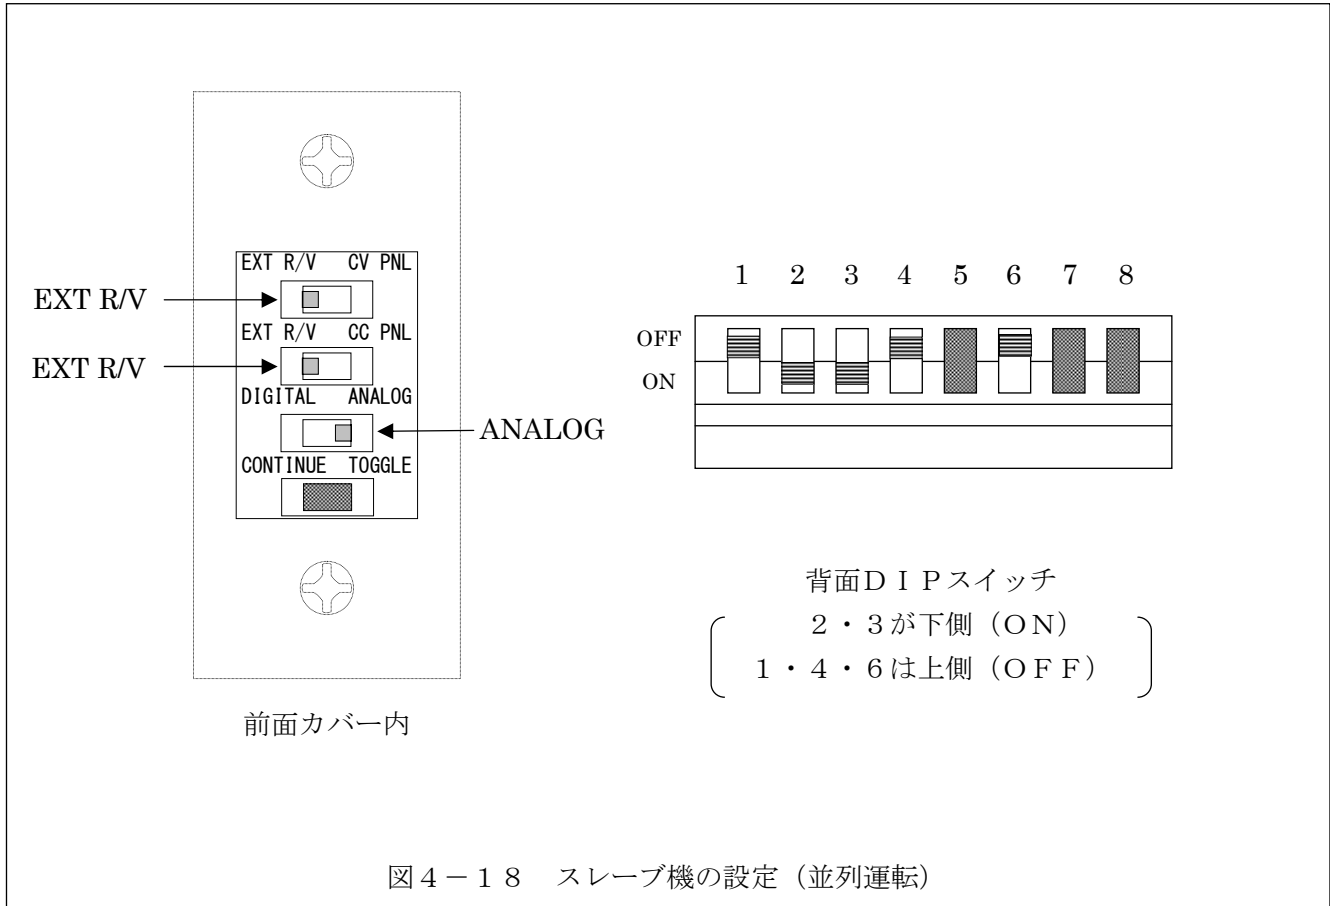 EXT R/V CV PNL
EXT R/V
EXT R/V CC PNL
EXT R/V
DIGITAL ANALOG
ANALOG
CONTINUE TOGGLE
前面カバー内
1 2 3 4 5 6 7 8
OFF
ON
背面DIPスイッチ
2・3が下側(ON)
1・4・6は上側(OFF)
図4-18 スレーブ機の設定(並列運転)